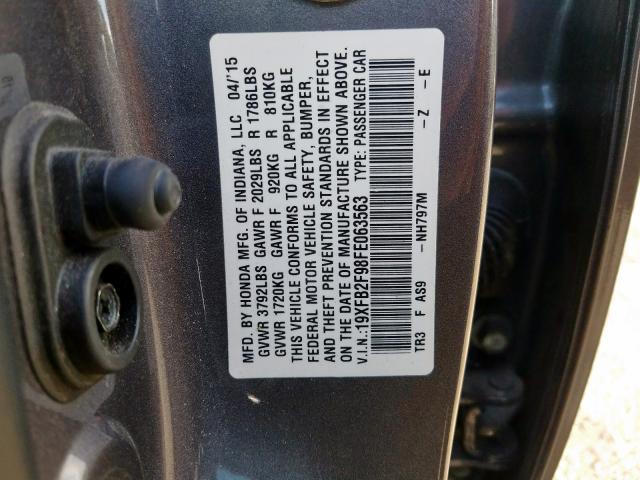 MFD. BY HONDA MFG. OF INDIANA, LLC 04/'15
GVWR 3792LBS GAWR F 2029LBS R 1786LBS
GVWR 1720KG GAWR F 920KG R 810KG
THIS VEHICLE CONFORMS TO ALL APPLICABLE
FEDERAL MOTOR VEHICLE SAFETY, BUMPER,
AND THEFT PREVENTION STANDARDS IN EFFECT
ON THE DATE OF MANUFACTURE SHOWN ABOVE.
V.I.N.:19XFB2F98FE063563 TYPE: PASSENGER CAR
TR3 F AS9 –NH797M –Z –E